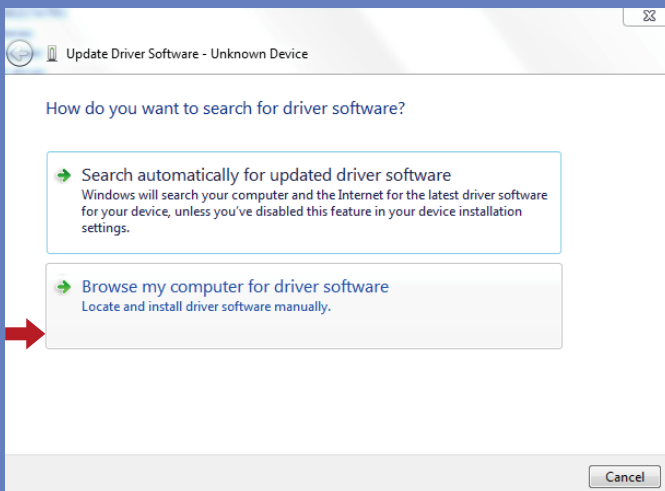 Update Driver Software - Unknown Device
How do you want to search for driver software?
Search automatically for updated driver software
Windows will search your computer and the Internet for the latest driver software
for your device, unless you've disabled this feature in your device installation
settings.
Browse my computer for driver software
Locate and install driver software manually.
Cancel